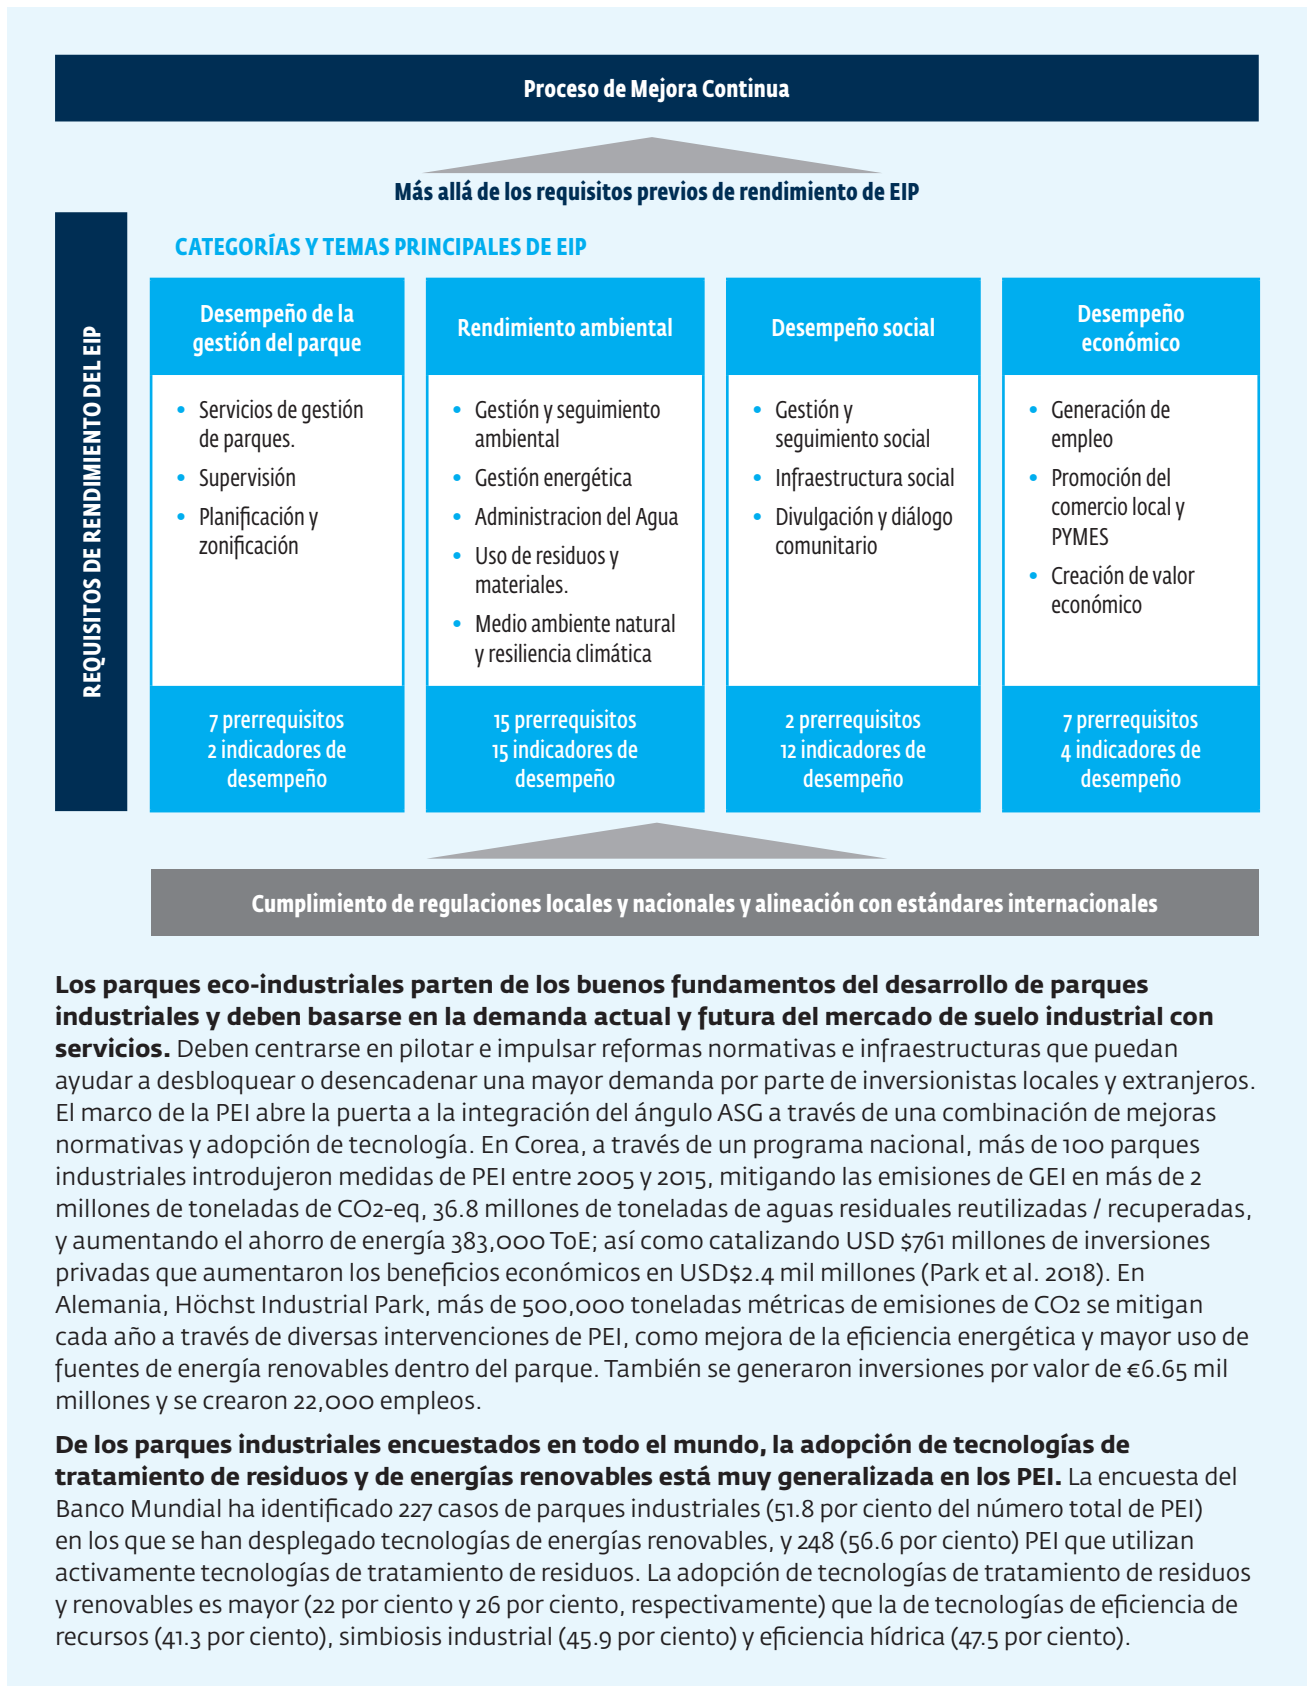 Proceso de Mejora Continua
Más allá de los requisitos previos de rendimiento de EIP
REQUISITOS DE RENDIMIENTO DEL EIP
CATEGORÍAS Y TEMAS PRINCIPALES DE EIP
Desempeño de la
gestión del parque
• Servicios de gestión
de parques.
• Supervisión
• Planificación y
zonificación
7 prerrequisitos
2 indicadores de
desempeño
Rendimiento ambiental
• Gestión y seguimiento
ambiental
• Gestión energética
• Administracion del Agua
• Uso de residuos y
materiales.
• Medio ambiente natural
y resiliencia climática
15 prerrequisitos
15 indicadores de
desempeño
Desempeño social
• Gestión y
seguimiento social
• Infraestructura social
• Divulgación y diálogo
comunitario
2 prerrequisitos
12 indicadores de
desempeño
Desempeño
económico
• Generación de
empleo
• Promoción del
comercio local y
PYMES
• Creación de valor
económico
7 prerrequisitos
4 indicadores de
desempeño
Cumplimiento de regulaciones locales y nacionales y alineación con estándares internacionales
Los parques eco-industriales parten de los buenos fundamentos del desarrollo de parques
industriales y deben basarse en la demanda actual y futura del mercado de suelo industrial con
servicios. Deben centrarse en pilotar e impulsar reformas normativas e infraestructuras que puedan
ayudar a desbloquear o desencadenar una mayor demanda por parte de inversionistas locales y extranjeros.
El marco de la PEI abre la puerta a la integración del ángulo ASG a través de una combinación de mejoras
normativas y adopción de tecnología. En Corea, a través de un programa nacional, más de 100 parques
industriales introdujeron medidas de PEI entre 2005 y 2015, mitigando las emisiones de GEI en más de 2
millones de toneladas de CO2-eq, 36.8 millones de toneladas de aguas residuales reutilizadas / recuperadas,
y aumentando el ahorro de energía 383,000 ToE; así como catalizando USD $761 millones de inversiones
privadas que aumentaron los beneficios económicos en USD$2.4 mil millones (Park et al. 2018). En
Alemania, Höchst Industrial Park, más de 500,000 toneladas métricas de emisiones de CO2 se mitigan
cada año a través de diversas intervenciones de PEI, como mejora de la eficiencia energética y mayor uso de
fuentes de energía renovables dentro del parque. También se generaron inversiones por valor de €6.65 mil
millones y se crearon 22,000 empleos.
De los parques industriales encuestados en todo el mundo, la adopción de tecnologías de
tratamiento de residuos y de energías renovables está muy generalizada en los PEI. La encuesta del
Banco Mundial ha identificado 227 casos de parques industriales (51.8 por ciento del número total de PEI)
en los que se han desplegado tecnologías de energías renovables, y 248 (56.6 por ciento) PEI que utilizan
activamente tecnologías de tratamiento de residuos. La adopción de tecnologías de tratamiento de residuos
y renovables es mayor (22 por ciento y 26 por ciento, respectivamente) que la de tecnologías de eficiencia de
recursos (41.3 por ciento), simbiosis industrial (45.9 por ciento) y eficiencia hídrica (47.5 por ciento).